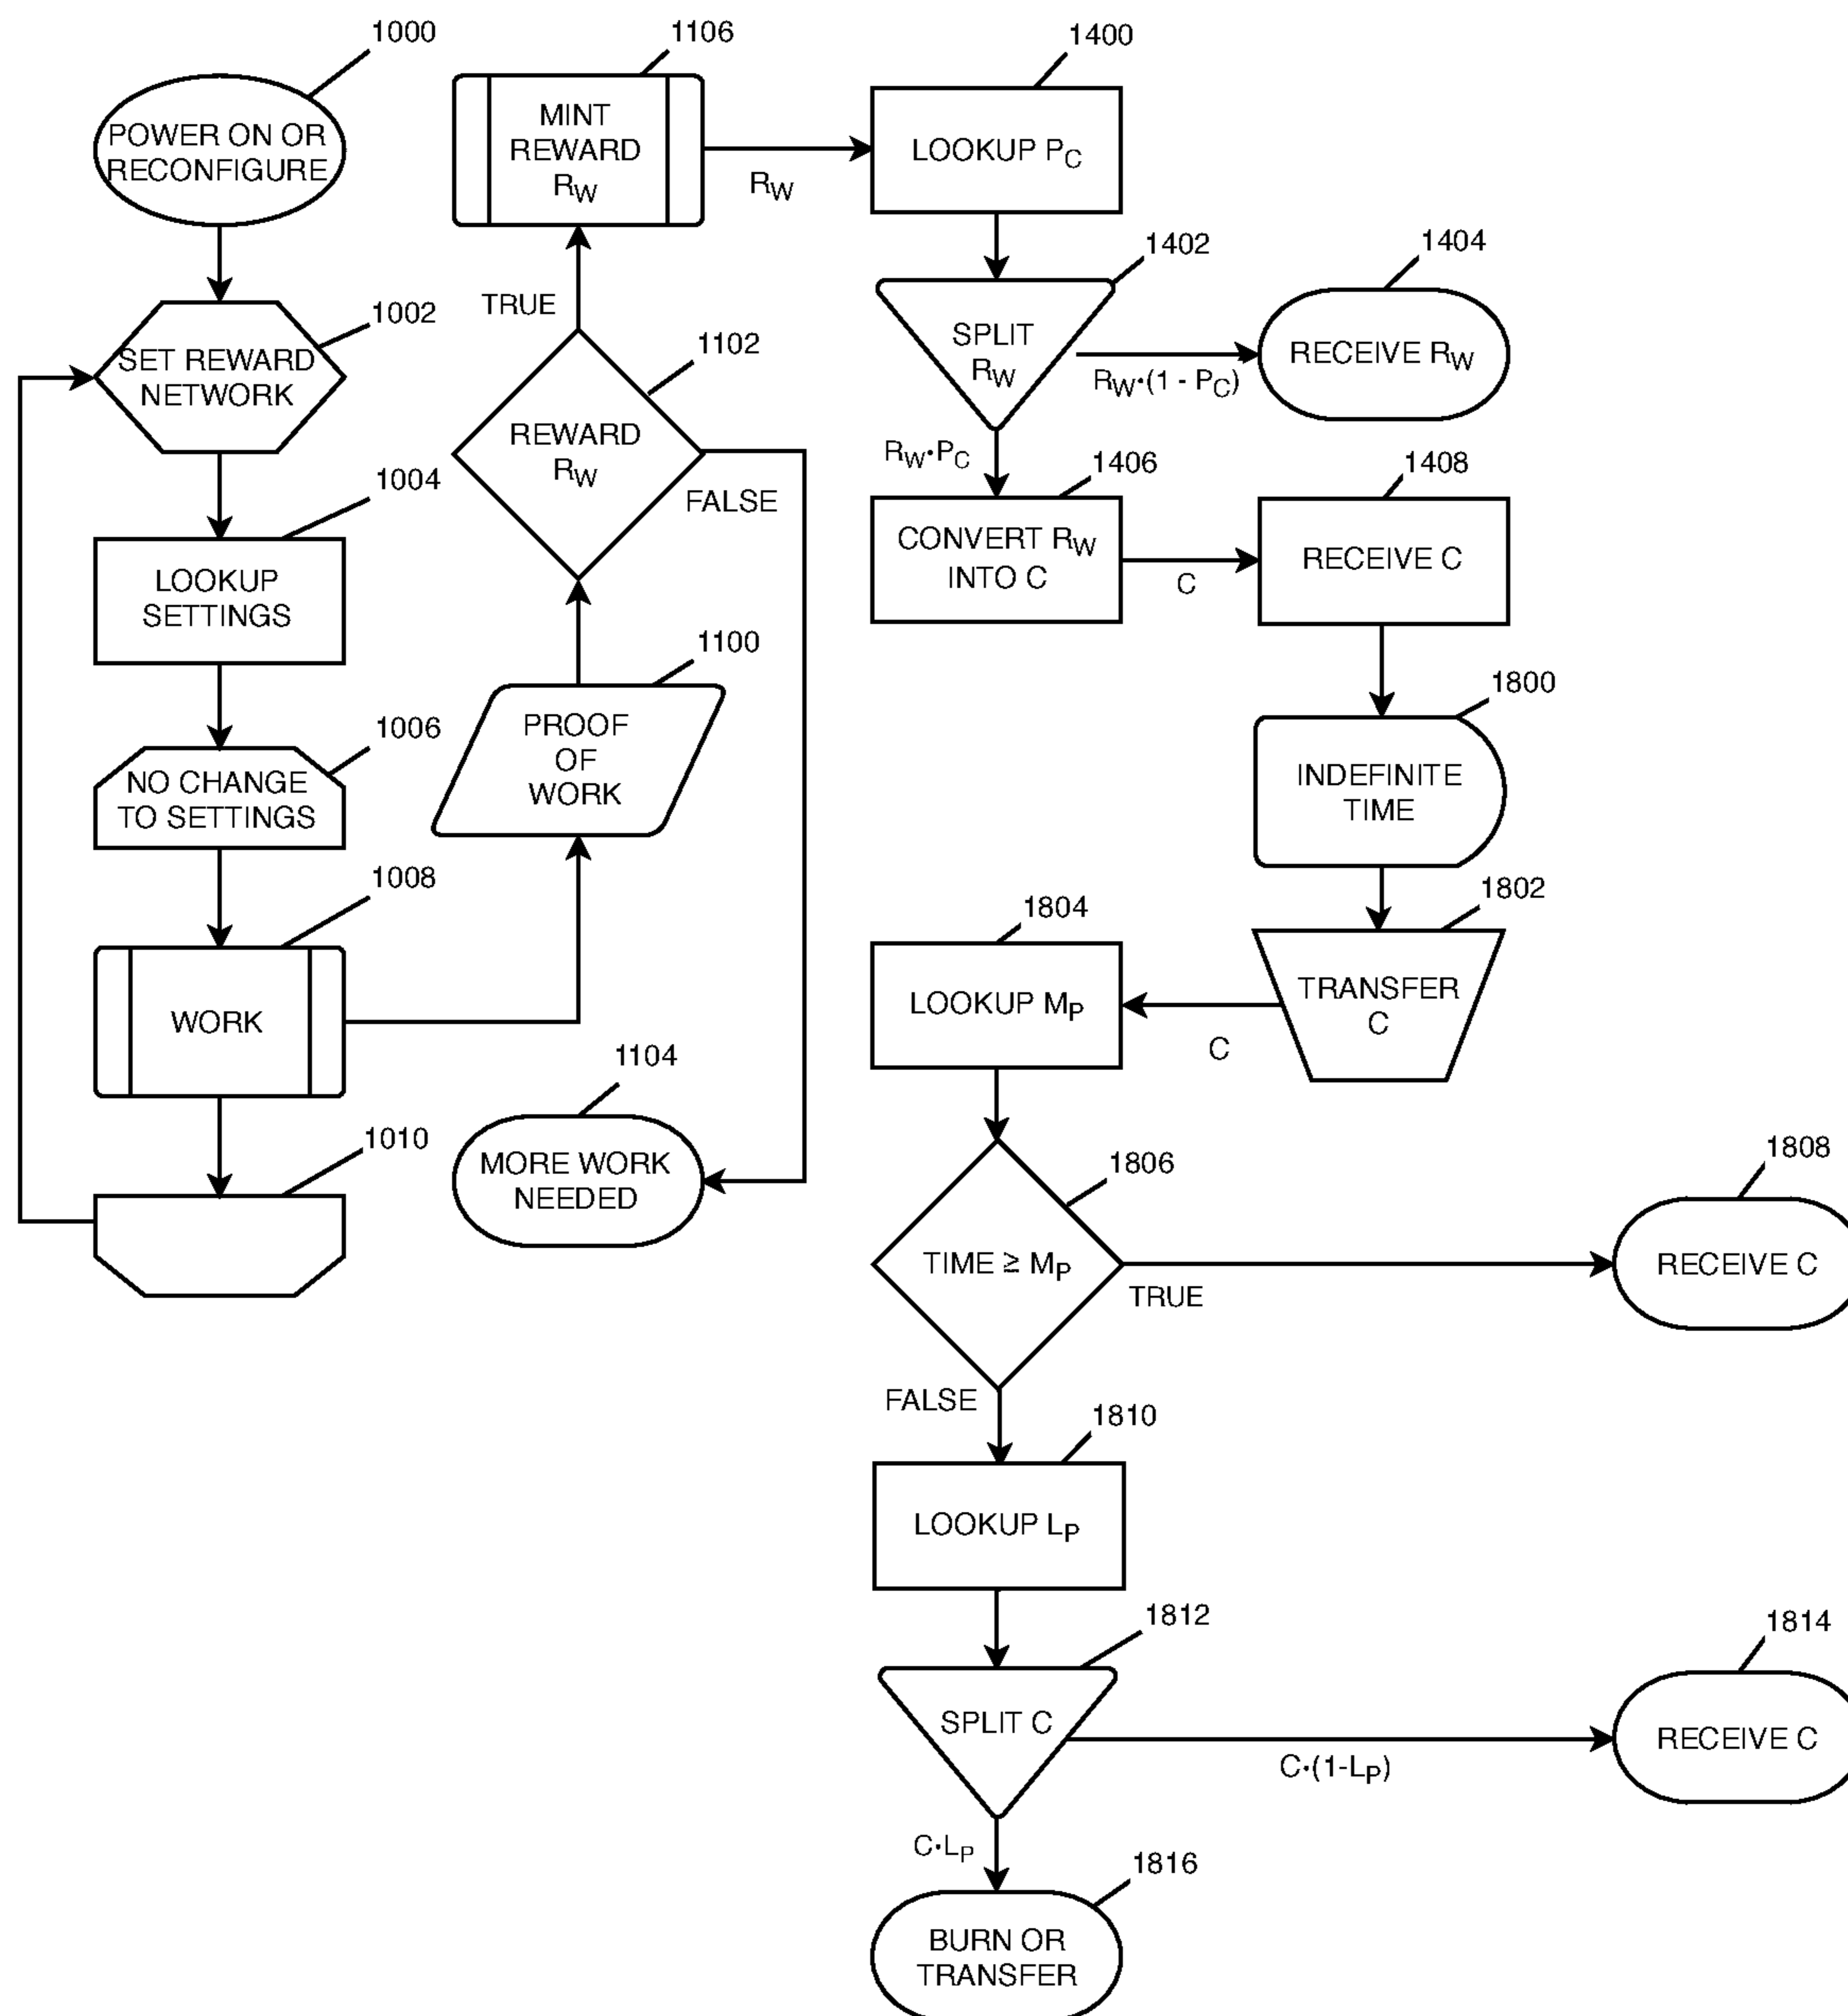 1000
POWER ON OR
RECONFIGURE
1002
SET REWARD
NETWORK
1004
LOOKUP
SETTINGS
1006
NO CHANGE
TO SETTINGS
1008
WORK
1010
1106
MINT
REWARD
RW
RW
TRUE
1102
REWARD
RW
FALSE
1100
PROOF
OF
WORK
1104
MORE WORK
NEEDED
1400
LOOKUP PC
1402
SPLIT
RW
RW·(1 - PC)
1404
RECEIVE RW
RW·PC
1406
CONVERT RW
INTO C
C
1408
RECEIVE C
1800
INDEFINITE
TIME
1802
TRANSFER
C
C
1804
LOOKUP MP
1806
TIME ≥ MP
TRUE
1808
RECEIVE C
FALSE
1810
LOOKUP LP
1812
SPLIT C
C·(1-LP)
1814
RECEIVE C
C·LP
1816
BURN OR
TRANSFER